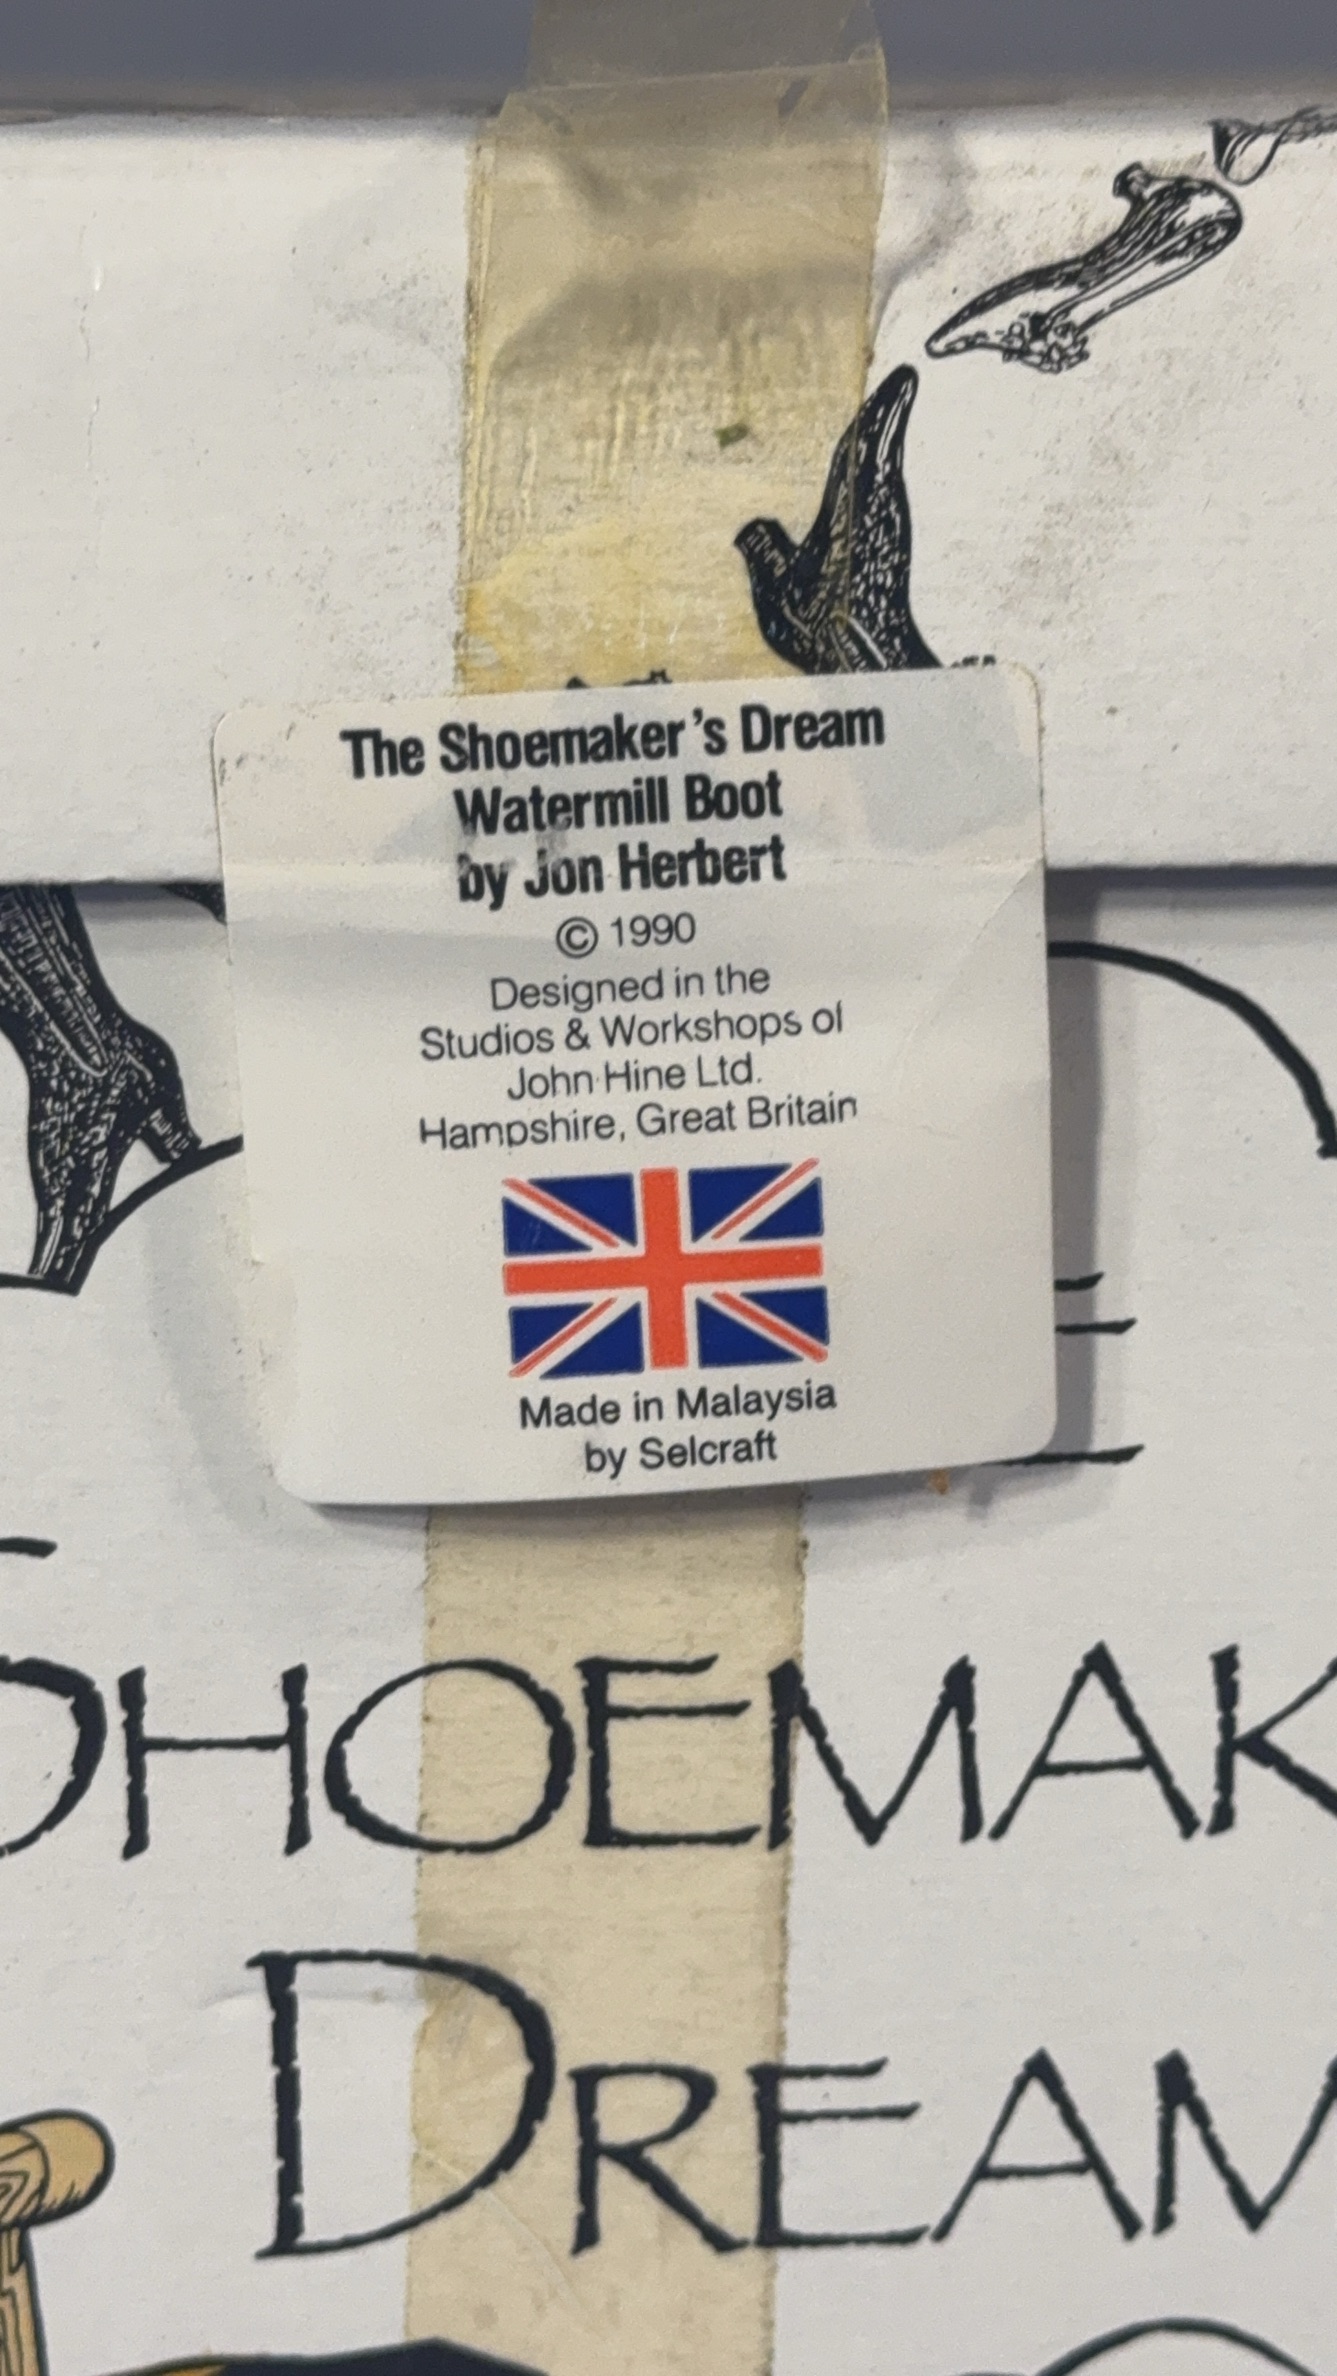 The Shoemaker's Dream
Watermill Boot
by Jon Herbert
© 1990
Designed in the
Studios & Workshops of
John Hine Ltd.
Hampshire, Great Britain
Made in Malaysia
by Selcraft
SHOEMAK
DREAM